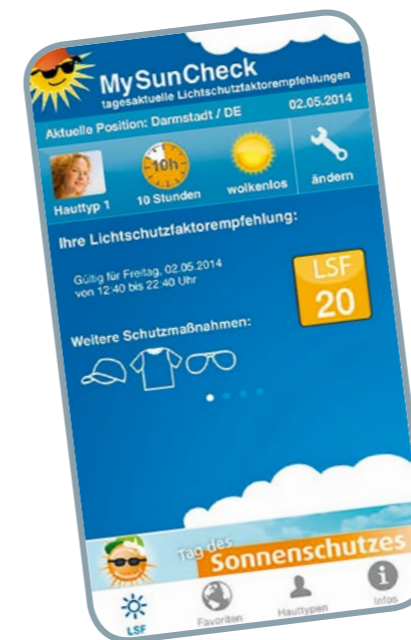 MySunCheck
tagesaktuelle Lichtschutzfaktorempfehlungen
Aktuelle Position: Darmstadt / DE 02.05.2014
10h
Hauttyp 1 10 Stunden wolkenlos ändern
Ihre Lichtschutzfaktorempfehlung:
Gültig für Freitag, 02.05.2014
von 12:40 bis 22:40 Uhr
LSF
20
Weitere Schutzmaßnahmen:
Tag des
Sonnenschutzes
LSF Favoriten Hauttypen Infos